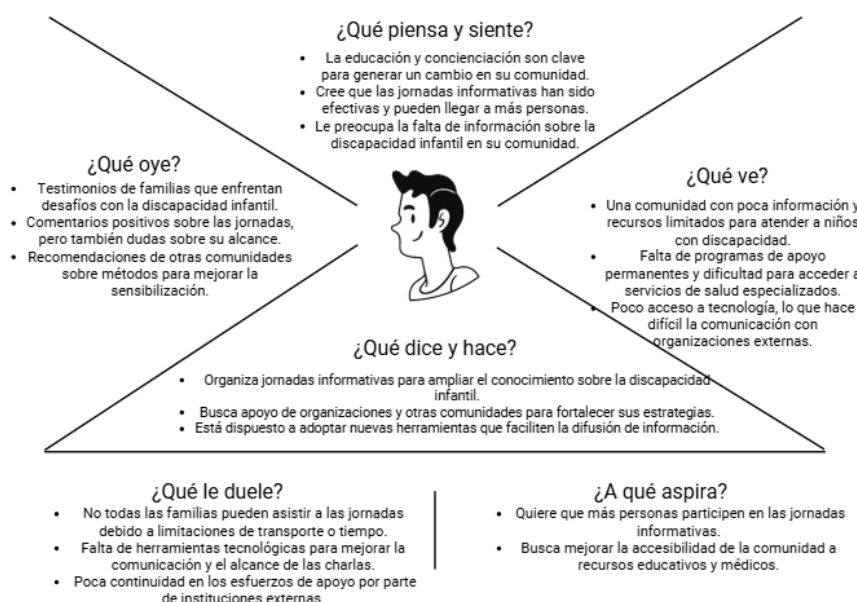 ¿Qué piensa y siente?
• La educación y concienciación son clave
para generar un cambio en su comunidad.
• Cree que las jornadas informativas han sido
efectivas y pueden llegar a más personas.
• Le preocupa la falta de información sobre la
discapacidad infantil en su comunidad.
¿Qué oye?
• Testimonios de familias que enfrentan
desafíos con la discapacidad infantil.
• Comentarios positivos sobre las jornadas,
pero también dudas sobre su alcance.
• Recomendaciones de otras comunidades
sobre métodos para mejorar la
sensibilización.
¿Qué ve?
• Una comunidad con poca información y
recursos limitados para atender a niños
con discapacidad.
• Falta de programas de apoyo
permanentes y dificultad para acceder a
servicios de salud especializados.
• Poco acceso a tecnología, lo que hace
difícil la comunicación con
organizaciones externas.
¿Qué dice y hace?
• Organiza jornadas informativas para ampliar el conocimiento sobre la discapacidad
infantil.
• Busca apoyo de organizaciones y otras comunidades para fortalecer sus estrategias.
• Está dispuesto a adoptar nuevas herramientas que faciliten la difusión de información.
¿Qué le duele?
• No todas las familias pueden asistir a las jornadas
debido a limitaciones de transporte o tiempo.
• Falta de herramientas tecnológicas para mejorar la
comunicación y el alcance de las charlas.
• Poca continuidad en los esfuerzos de apoyo por parte
de instituciones externas.
¿A qué aspira?
• Quiere que más personas participen en las jornadas
informativas.
• Busca mejorar la accesibilidad de la comunidad a
recursos educativos y médicos.